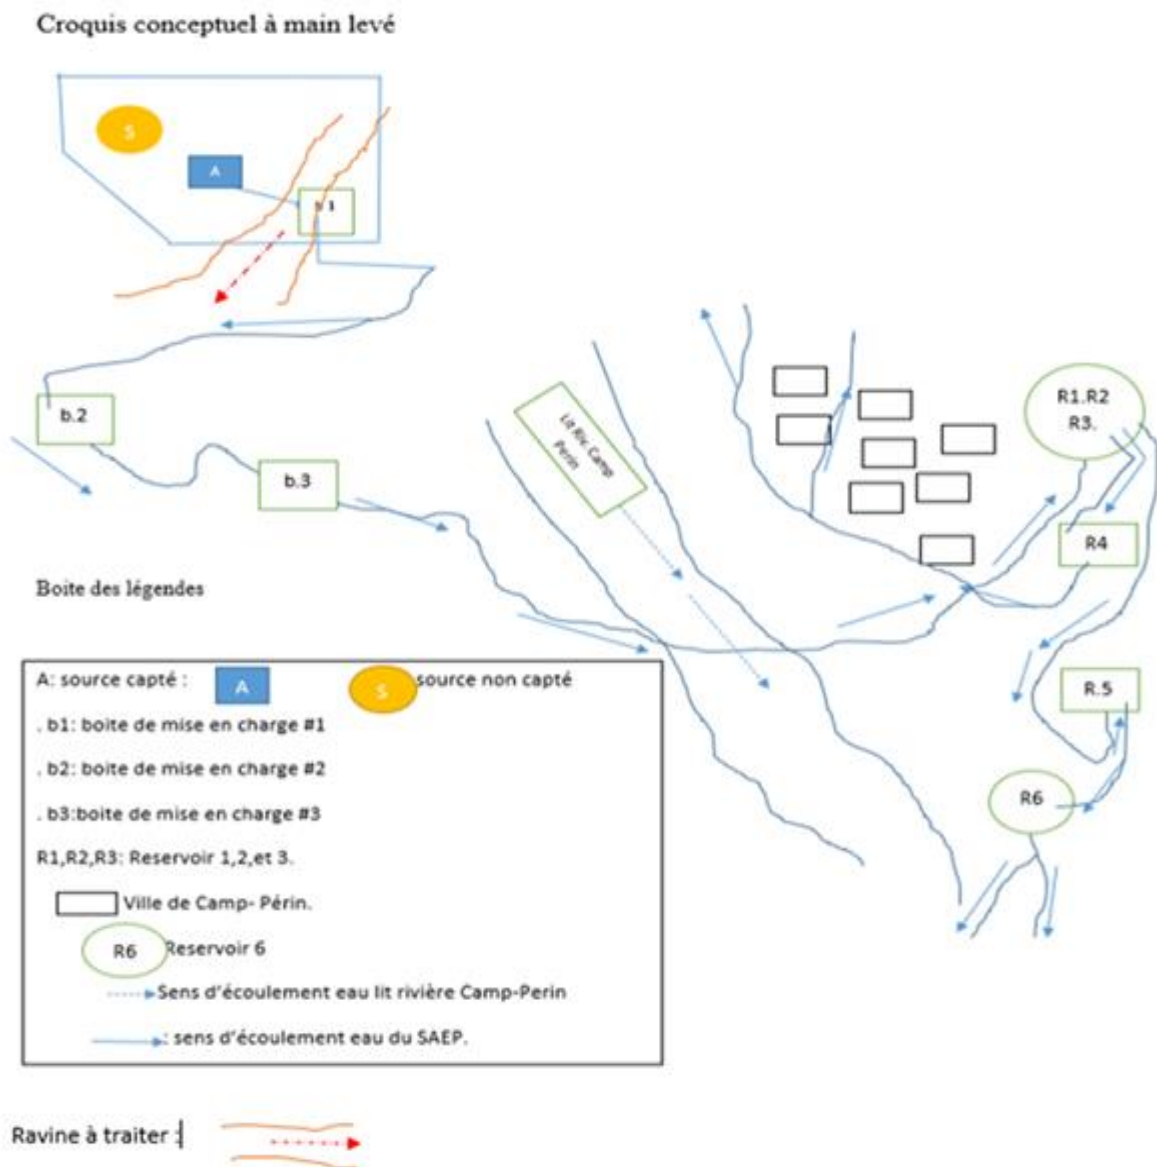 Croquis conceptuel à main levé
S
A
b.2
b.3
Lit Riv. Camp
Perin
R1.R2
R3.
R4
R.5
R6
Boite des légendes
A: source capté : A S source non capté
. b1: boite de mise en charge #1
. b2: boite de mise en charge #2
. b3:boite de mise en charge #3
R1,R2,R3: Reservoir 1,2,et 3.
Ville de Camp- Périn.
R6 Reservoir 6
Sens d'écoulement eau lit rivière Camp-Perin
: sens d'écoulement eau du SAEP.
Ravine à traiter :